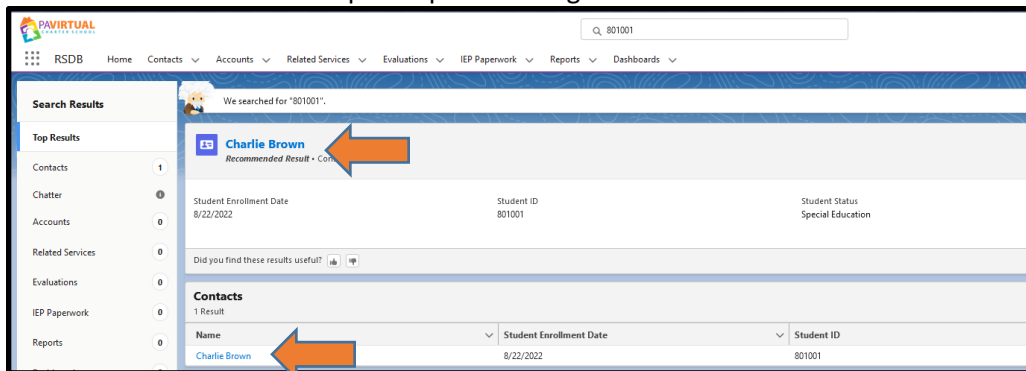 PAVIRTUAL
CHARTER SCHOOL
801001
RSDB Home Contacts Accounts Related Services Evaluations IEP Paperwork Reports Dashboards
Search Results
We searched for "801001".
Top Results
Charlie Brown
Recommended Result •
Contacts 1
Chatter
Student Enrollment Date Student ID Student Status
8/22/2022 801001 Special Education
Accounts 0
Related Services 0
Did you find these results useful?
Evaluations 0
Contacts
1 Result
IEP Paperwork 0
Name Student Enrollment Date Student ID
Reports 0
Charlie Brown 8/22/2022 801001